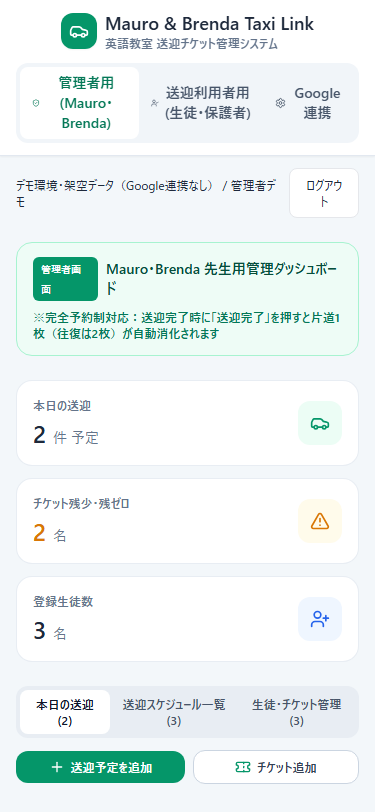 Mauro & Brenda Taxi Link
英語教室 送迎チケット管理システム
管理者用
(Mauro・
Brenda)
送迎利用者用
(生徒・保護者)
Google
連携
デモ環境・架空データ（Google連携なし） / 管理者デ
モ
ログアウ
ト
管理者画
面
Mauro・Brenda 先生用管理ダッシュボー
ド
※完全予約制対応：送迎完了時に「送迎完了」を押すと片道1
枚（往復は2枚）が自動消化されます
本日の送迎
2 件 予定
チケット残少・残ゼロ
2 名
登録生徒数
3 名
本日の送迎
(2)
送迎スケジュール一覧
(3)
生徒・チケット管理
(3)
送迎予定を追加
チケット追加